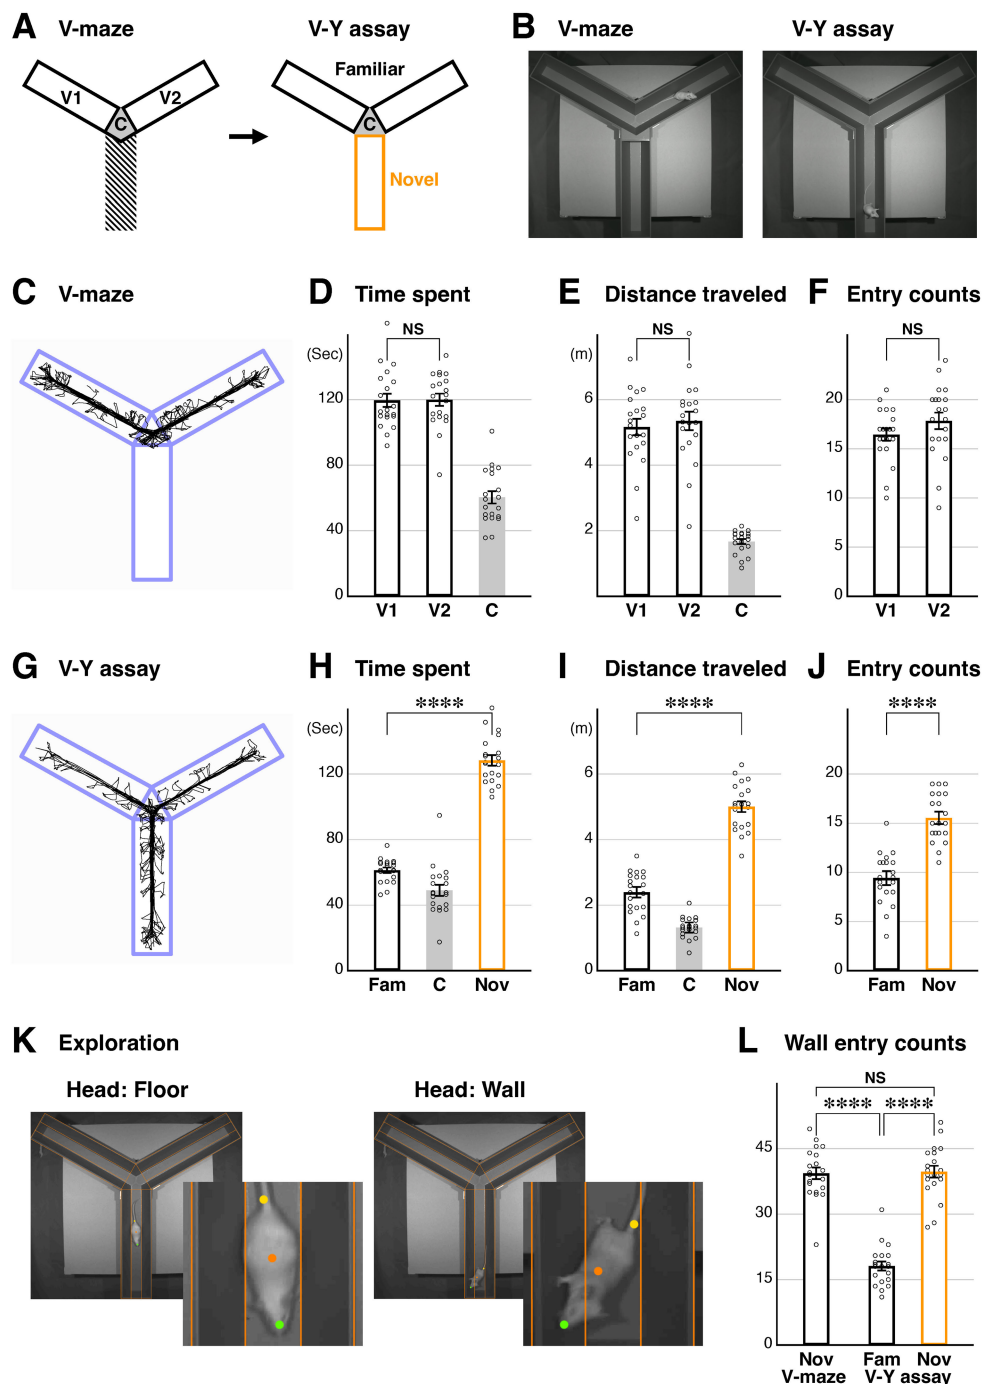 A V-maze
V1 V2
C
V-Y assay
Familiar
C
Novel
B V-maze V-Y assay
C V-maze
D Time spent
(Sec)
NS
120
80
40
0
V1 V2 C
E Distance traveled
(m)
NS
6
4
2
V1 V2 C
F Entry counts
NS
20
15
10
5
0
V1 V2
G V-Y assay
H Time spent
(Sec)
****
120
80
40
0
Fam C Nov
I Distance traveled
(m)
****
6
4
2
0
Fam C Nov
J Entry counts
****
20
15
10
5
0
Fam Nov
K Exploration
Head: Floor Head: Wall
L Wall entry counts
NS
**** ****
45
30
15
0
Nov Fam Nov
V-maze V-Y assay